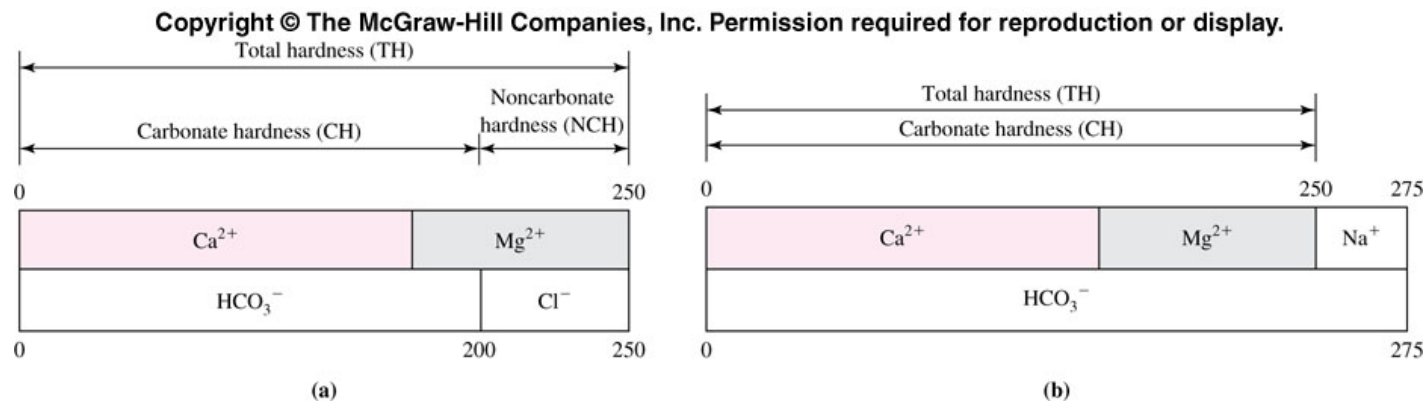 Copyright © The McGraw-Hill Companies, Inc. Permission required for reproduction or display.
Total hardness (TH)
Noncarbonate
hardness (NCH)
Carbonate hardness (CH)
0
250
Ca²⁺
Mg²⁺
HCO₃⁻
Cl⁻
0
200
250
(a)
Total hardness (TH)
Carbonate hardness (CH)
0
250
275
Ca²⁺
Mg²⁺
Na⁺
HCO₃⁻
0
275
(b)